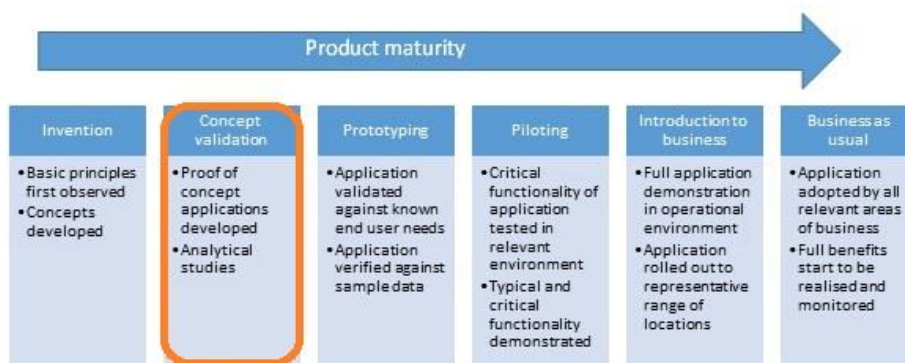 Product maturity
Invention
• Basic principles
first observed
• Concepts
developed
Concept
validation
• Proof of
concept
applications
developed
• Analytical
studies
Prototyping
• Application
validated
against known
end user needs
• Application
verified against
sample data
Piloting
• Critical
functionality of
application
tested in
relevant
environment
• Typical and
critical
functionality
demonstrated
Introduction to
business
• Full application
demonstration
in operational
environment
• Application
rolled out to
representative
range of
locations
Business as
usual
• Application
adopted by all
relevant areas
of business
• Full benefits
start to be
realised and
monitored